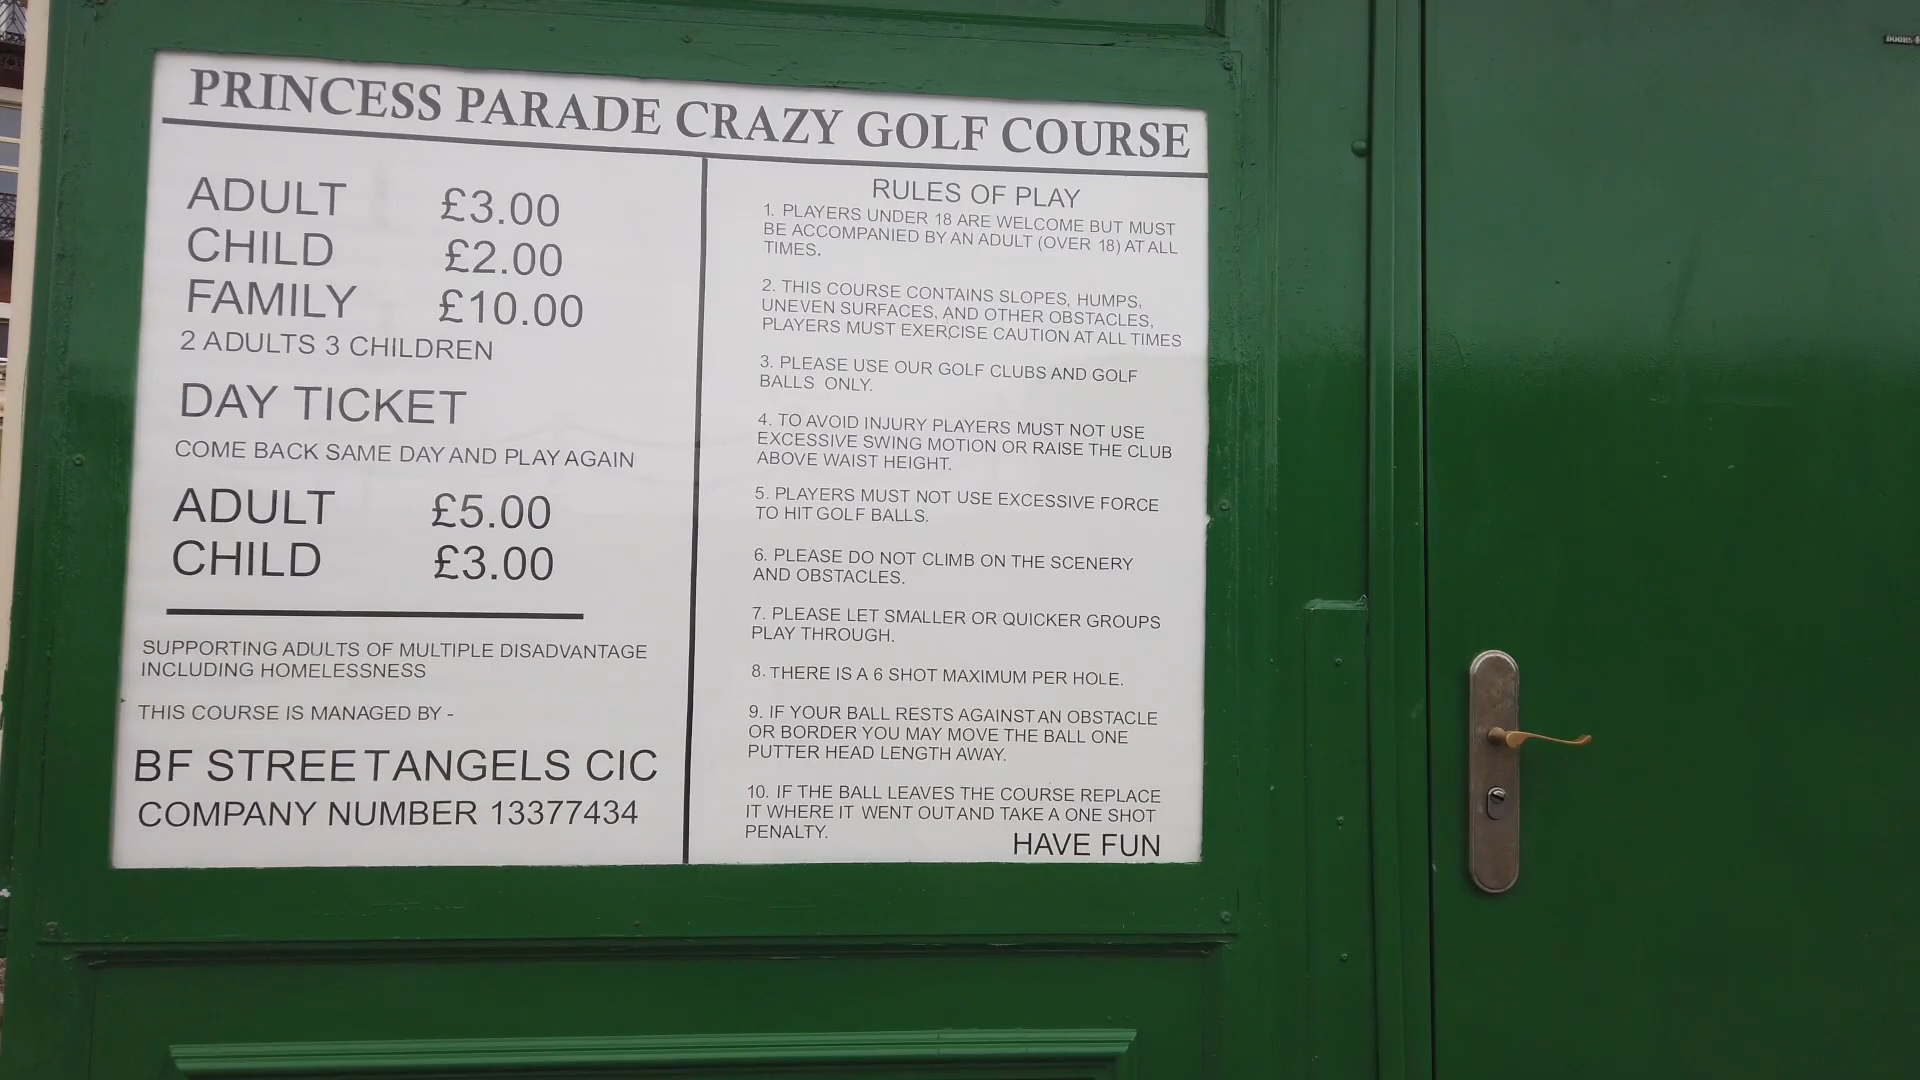 PRINCESS PARADE CRAZY GOLF COURSE
ADULT £3.00
CHILD £2.00
FAMILY £10.00
2 ADULTS 3 CHILDREN
DAY TICKET
COME BACK SAME DAY AND PLAY AGAIN
ADULT £5.00
CHILD £3.00
SUPPORTING ADULTS OF MULTIPLE DISADVANTAGE
INCLUDING HOMELESSNESS
THIS COURSE IS MANAGED BY -
BF STREETANGELS CIC
COMPANY NUMBER 13377434
RULES OF PLAY
1. PLAYERS UNDER 18 ARE WELCOME BUT MUST
BE ACCOMPANIED BY AN ADULT (OVER 18) AT ALL
TIMES.
2. THIS COURSE CONTAINS SLOPES, HUMPS,
UNEVEN SURFACES, AND OTHER OBSTACLES,
PLAYERS MUST EXERCISE CAUTION AT ALL TIMES
3. PLEASE USE OUR GOLF CLUBS AND GOLF
BALLS ONLY.
4. TO AVOID INJURY PLAYERS MUST NOT USE
EXCESSIVE SWING MOTION OR RAISE THE CLUB
ABOVE WAIST HEIGHT.
5. PLAYERS MUST NOT USE EXCESSIVE FORCE
TO HIT GOLF BALLS.
6. PLEASE DO NOT CLIMB ON THE SCENERY
AND OBSTACLES.
7. PLEASE LET SMALLER OR QUICKER GROUPS
PLAY THROUGH.
8. THERE IS A 6 SHOT MAXIMUM PER HOLE.
9. IF YOUR BALL RESTS AGAINST AN OBSTACLE
OR BORDER YOU MAY MOVE THE BALL ONE
PUTTER HEAD LENGTH AWAY.
10. IF THE BALL LEAVES THE COURSE REPLACE
IT WHERE IT WENT OUT AND TAKE A ONE SHOT
PENALTY.
HAVE FUN
DOORS